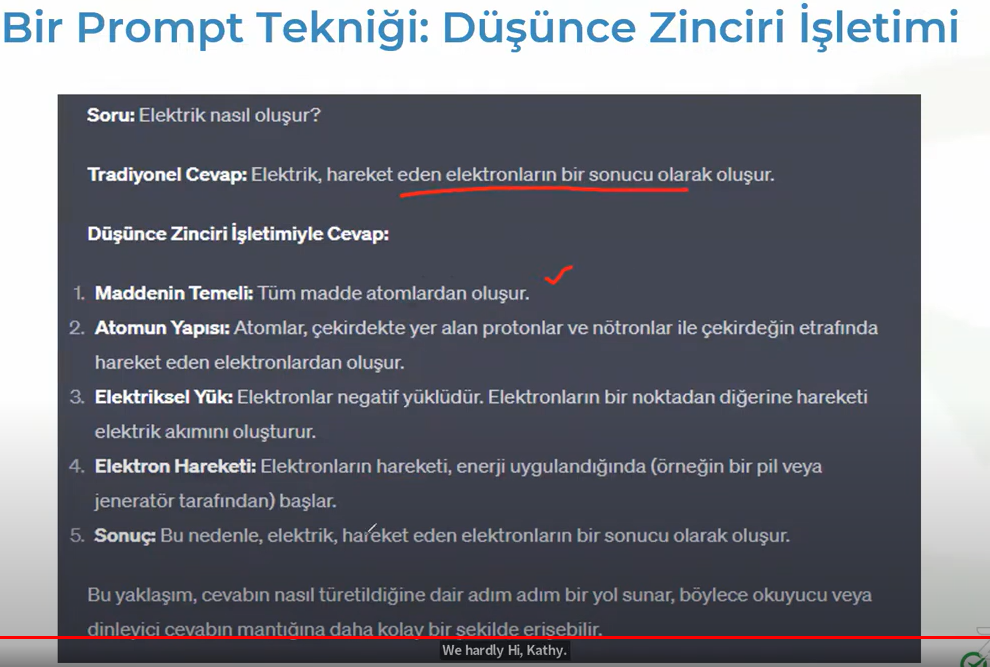 Bir Prompt Tekniği: Düşünce Zinciri İşletimi
Soru: Elektrik nasıl oluşur?
Tradiyonel Cevap: Elektrik, hareket eden elektronların bir sonucu olarak oluşur.
Düşünce Zinciri İşletimiyle Cevap:
1. Maddenin Temeli: Tüm madde atomlardan oluşur.
2. Atomun Yapısı: Atomlar, çekirdekte yer alan protonlar ve nötronlar ile çekirdeğin etrafında
hareket eden elektronlardan oluşur.
3. Elektriksel Yük: Elektronlar negatif yüklüdür. Elektronların bir noktadan diğerine hareketi
elektrik akımını oluşturur.
4. Elektron Hareketi: Elektronların hareketi, enerji uygulandığında (örneğin bir pil veya
jeneratör tarafından) başlar.
5. Sonuç: Bu nedenle, elektrik, hareket eden elektronların bir sonucu olarak oluşur.
Bu yaklaşım, cevabın nasıl türetildiğine dair adım adım bir yol sunar, böylece okuyucu veya
dinleyici cevabın mantığına daha kolay bir şekilde erişebilir.
We hardly Hi, Kathy.